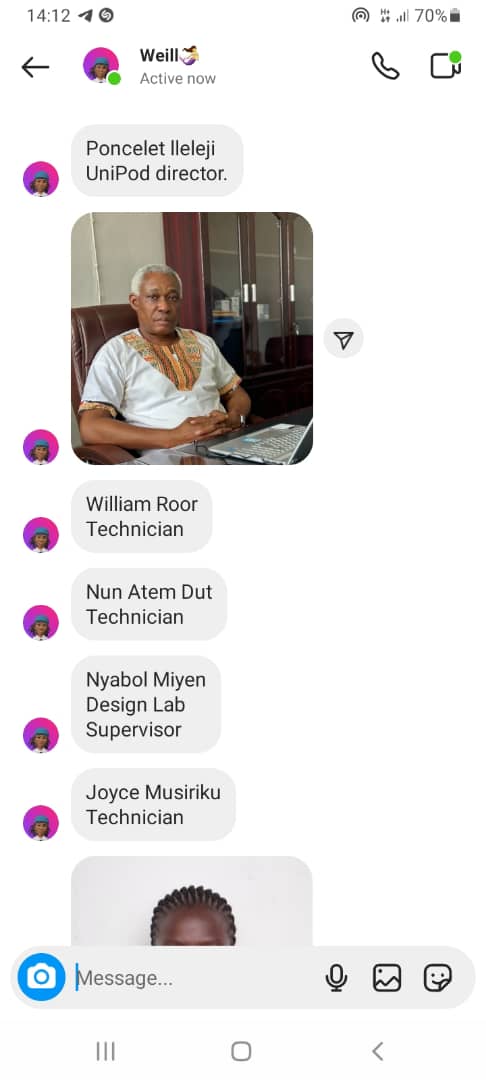 14:12
70%
Weill
Active now
Poncelet Ileleji
UniPod director.
William Roor
Technician
Nun Atem Dut
Technician
Nyabol Miyen
Design Lab
Supervisor
Joyce Musiriku
Technician
Message...